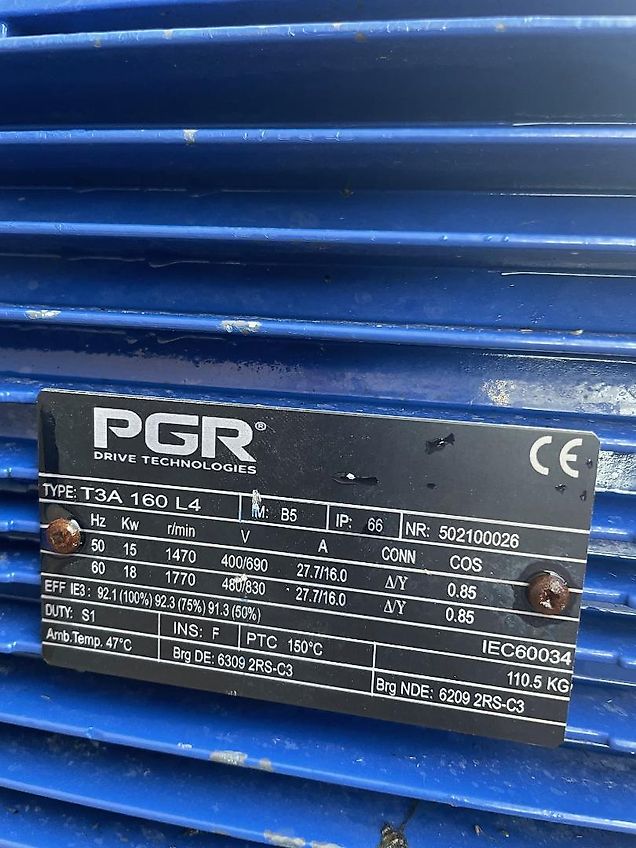 PGR®
DRIVE TECHNOLOGIES
CE
TYPE: T3A 160 L4 IM: B5 IP: 66 NR: 502100026
Hz Kw r/min V A CONN COS
50 15 1470 400/690 27.7/16.0 Δ/Y 0.85
60 18 1770 480/830 27.7/16.0 Δ/Y 0.85
EFF IE3 : 92.1 (100%) 92.3 (75%) 91.3 (50%) IEC60034
DUTY: S1 INS: F PTC 150°C 110.5 KG
Amb.Temp. 47°C Brg DE: 6309 2RS-C3 Brg NDE: 6209 2RS-C3